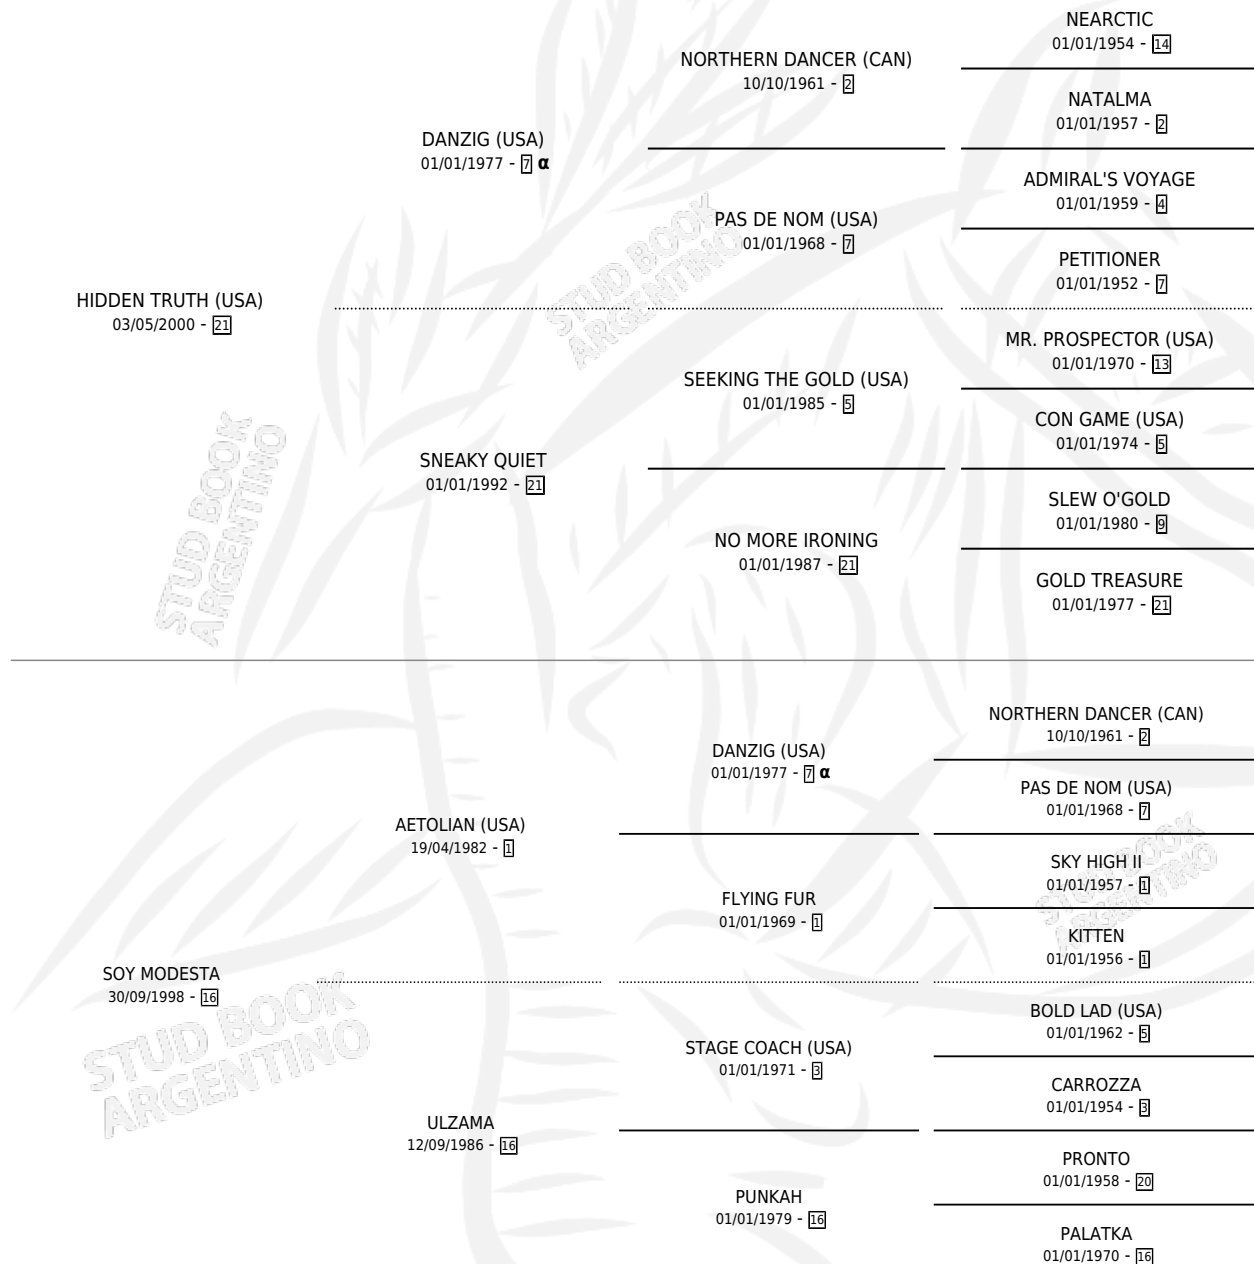 NEARCTIC
01/01/1954 - 14
NORTHERN DANCER (CAN)
10/10/1961 - 2
NATALMA
01/01/1957 - 2
DANZIG (USA)
01/01/1977 - 7 α
ADMIRAL'S VOYAGE
01/01/1959 - 4
PAS DE NOM (USA)
01/01/1968 - 7
PETITIONER
01/01/1952 - 7
HIDDEN TRUTH (USA)
03/05/2000 - 21
MR. PROSPECTOR (USA)
01/01/1970 - 13
SEEKING THE GOLD (USA)
01/01/1985 - 5
CON GAME (USA)
01/01/1974 - 5
SNEAKY QUIET
01/01/1992 - 21
SLEW O'GOLD
01/01/1980 - 9
NO MORE IRONING
01/01/1987 - 21
GOLD TREASURE
01/01/1977 - 21
NORTHERN DANCER (CAN)
10/10/1961 - 2
DANZIG (USA)
01/01/1977 - 7 α
PAS DE NOM (USA)
01/01/1968 - 7
AETOLIAN (USA)
19/04/1982 - 1
SKY HIGH II
01/01/1957 - 1
FLYING FUR
01/01/1969 - 1
KITTEN
01/01/1956 - 1
SOY MODESTA
30/09/1998 - 16
BOLD LAD (USA)
01/01/1962 - 5
STAGE COACH (USA)
01/01/1971 - 3
CARROZZA
01/01/1954 - 3
ULZAMA
12/09/1986 - 16
PRONTO
01/01/1958 - 20
PUNKAH
01/01/1979 - 16
PALATKA
01/01/1970 - 16
STUD BOOK
ARGENTINO
STUD BOOK
ARGENTINO
STUD BOOK
ARGENTINO
STUD BOOK
ARGENTINO